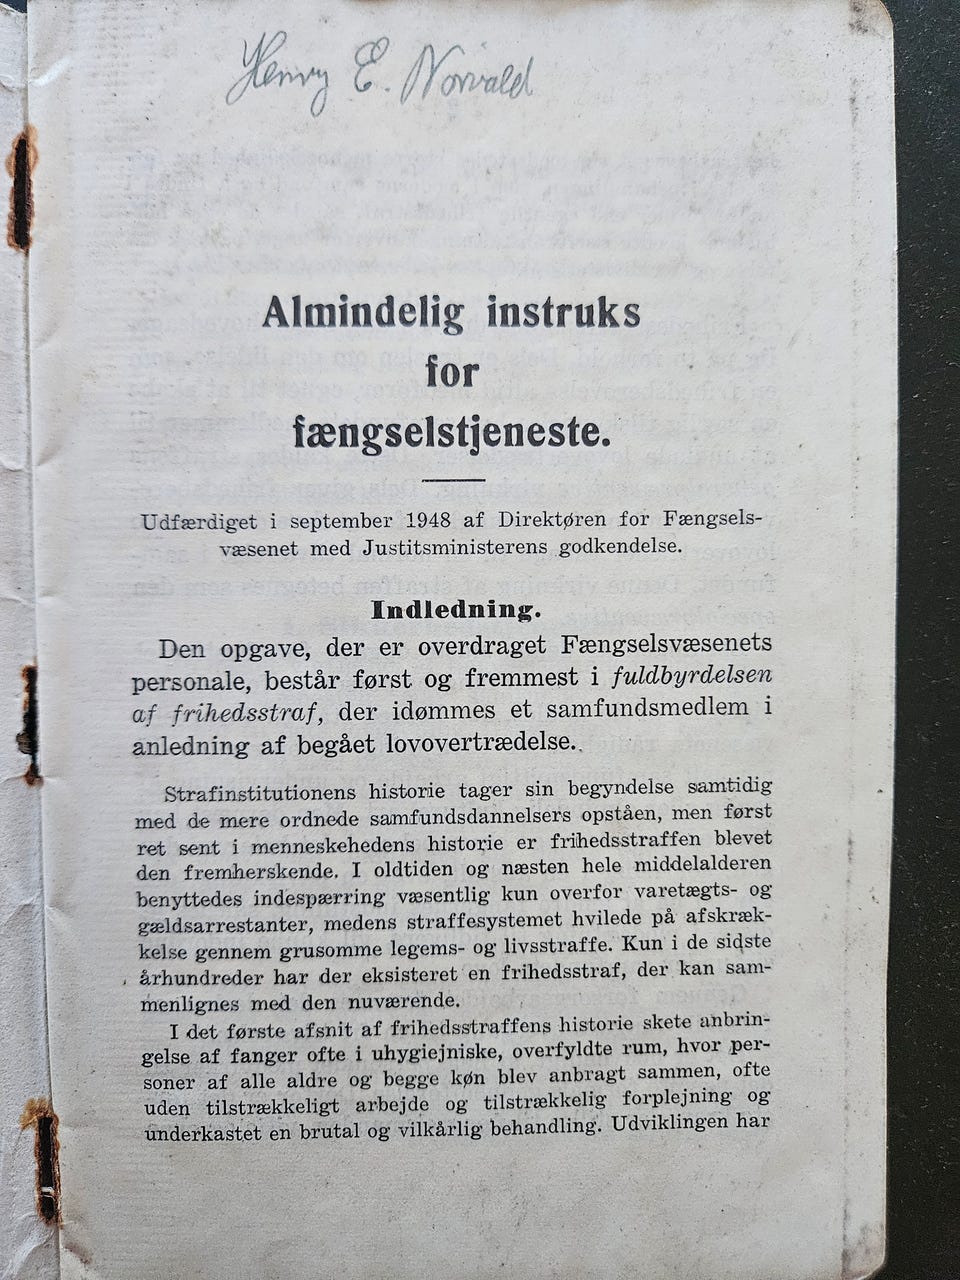 Henry E. Norvald
Almindelig instruks
for
fængselstjeneste.
Udfærdiget i september 1948 af Direktøren for Fængsels-
væsenet med Justitsministerens godkendelse.
Indledning.
Den opgave, der er overdraget Fængselsvæsenets
personale, består først og fremmest i fuldbyrdelsen
af frihedsstraf, der idømmes et samfundsmedlem i
anledning af begået lovovertrædelse.
Strafinstitutionens historie tager sin begyndelse samtidig
med de mere ordnede samfundsdannelsers opståen, men først
ret sent i menneskehedens historie er frihedsstraffen blevet
den fremherskende. I oldtiden og næsten hele middelalderen
benyttedes indespærring væsentlig kun overfor varetægts- og
gældsarrestanter, medens straffesystemet hvilede på afskræk-
kelse gennem grusomme legems- og livsstraffe. Kun i de sidste
århundreder har der eksisteret en frihedsstraf, der kan sam-
menlignes med den nuværende.
I det første afsnit af frihedsstraffens historie skete anbrin-
gelse af fanger ofte i uhygiejniske, overfyldte rum, hvor per-
soner af alle aldre og begge køn blev anbragt sammen, ofte
uden tilstrækkeligt arbejde og tilstrækkelig forplejning og
underkastet en brutal og vilkårlig behandling. Udviklingen har